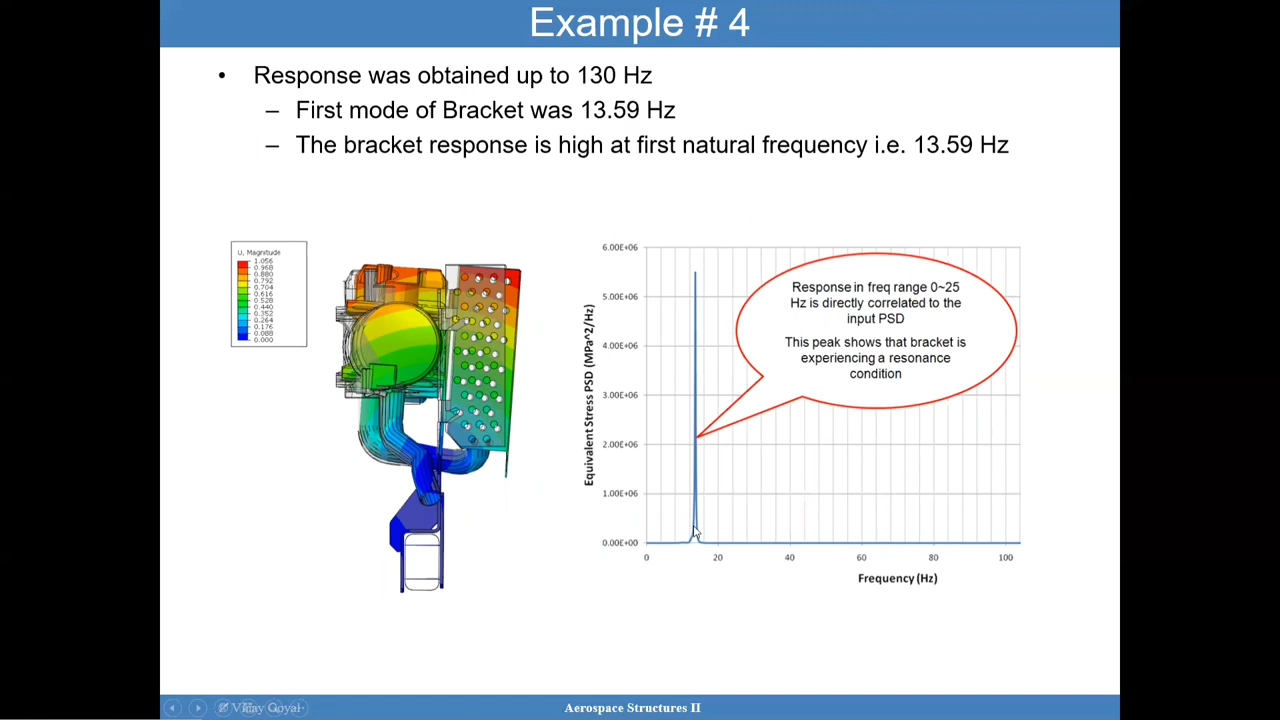 Example # 4
• Response was obtained up to 130 Hz
– First mode of Bracket was 13.59 Hz
– The bracket response is high at first natural frequency i.e. 13.59 Hz
U, Magnitude
1.056
0.968
0.880
0.792
0.704
0.616
0.528
0.440
0.352
0.264
0.176
0.088
0.000
Equivalent Stress PSD (MPa^2/Hz)
6.00E+06
5.00E+06
4.00E+06
3.00E+06
2.00E+06
1.00E+06
0.00E+00
Response in freq range 0~25
Hz is directly correlated to the
input PSD
This peak shows that bracket is
experiencing a resonance
condition
0 20 40 60 80 100
Frequency (Hz)
Vijay Goyal
Aerospace Structures II